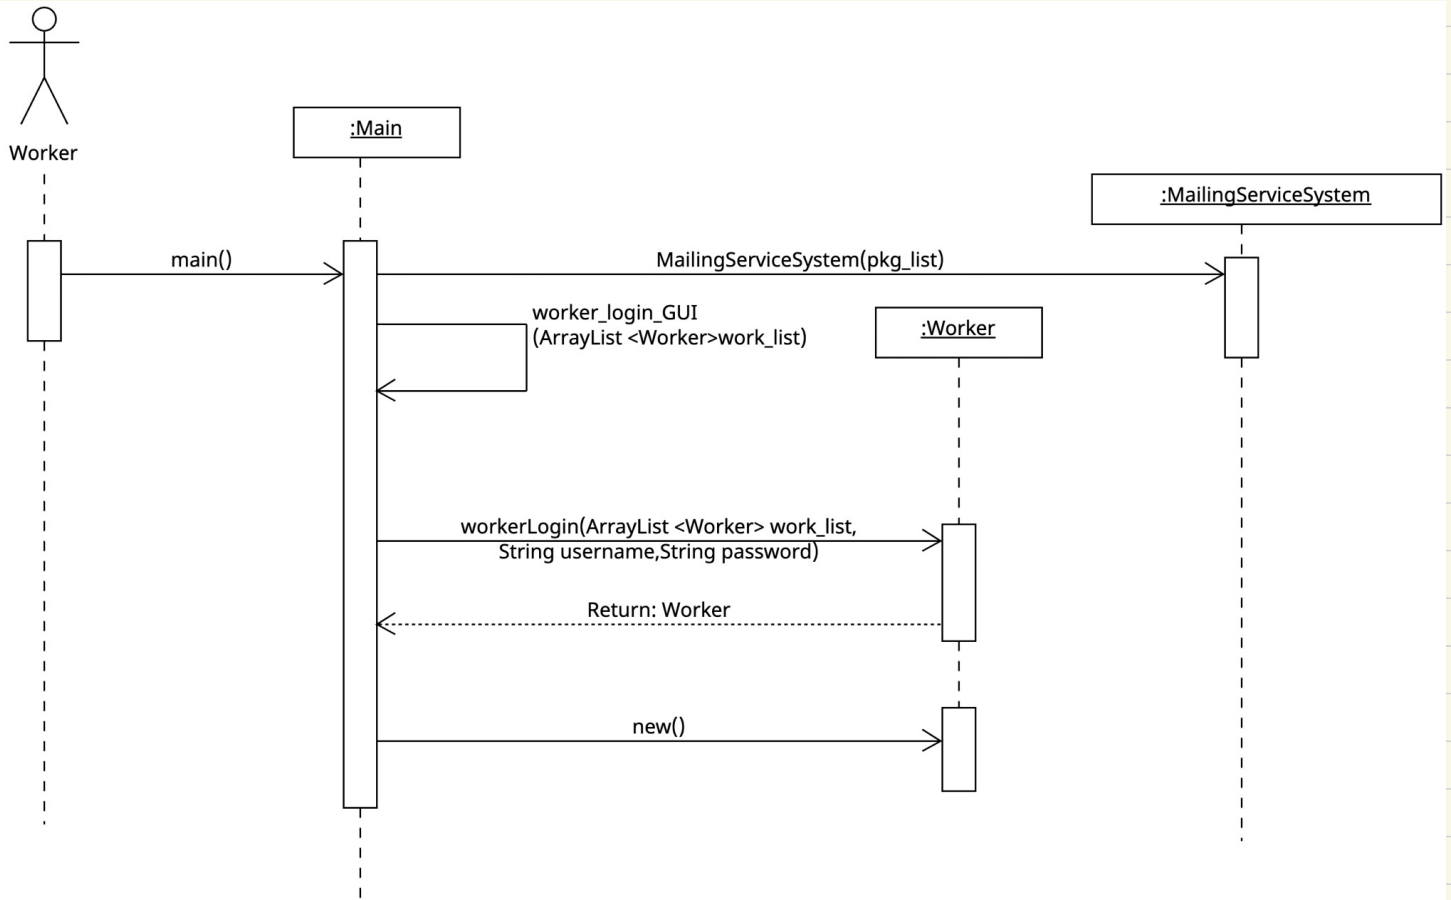 Worker
:Main
:MailingServiceSystem
main()
MailingServiceSystem(pkg_list)
worker_login_GUI
(ArrayList <Worker>work_list)
:Worker
workerLogin(ArrayList <Worker> work_list,
String username,String password)
Return: Worker
new()